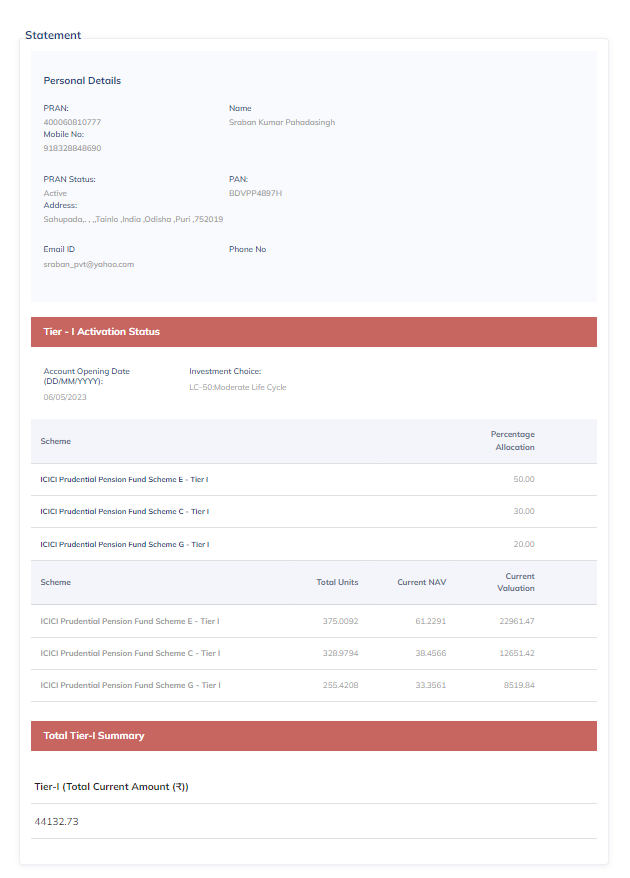 Statement
Personal Details
PRAN: Name
400060810777 Sraban Kumar Pahadasingh
Mobile No:
918328848690
PRAN Status: PAN:
Active BDVPP4897H
Address:
Sahupada,. , ,,Tainlo ,India ,Odisha ,Puri ,752019
Email ID Phone No
sraban_pvt@yahoo.com
Tier - I Activation Status
Account Opening Date Investment Choice:
(DD/MM/YYYY): LC-50:Moderate Life Cycle
06/05/2023
Percentage
Scheme
Allocation
ICICI Prudential Pension Fund Scheme E - Tier I 50.00
ICICI Prudential Pension Fund Scheme C - Tier I 30.00
ICICI Prudential Pension Fund Scheme G - Tier I 20.00
Current
Scheme Total Units Current NAV
Valuation
ICICI Prudential Pension Fund Scheme E - Tier I 375.0092 61.2291 22961.47
ICICI Prudential Pension Fund Scheme C - Tier I 328.9794 38.4566 12651.42
ICICI Prudential Pension Fund Scheme G - Tier I 255.4208 33.3561 8519.84
Total Tier-I Summary
Tier-I (Total Current Amount (₹))
44132.73